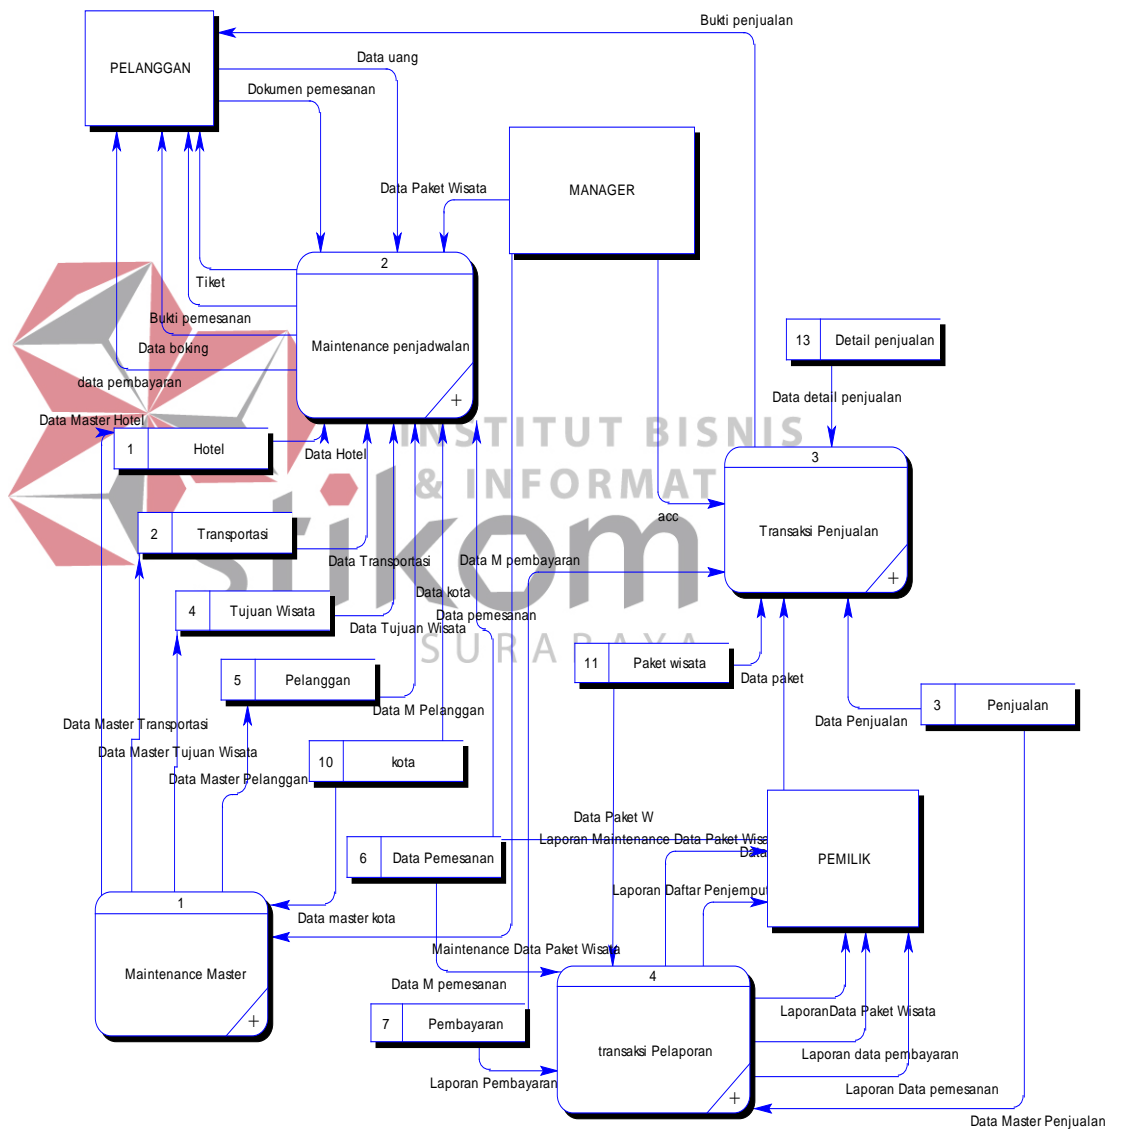 Bukti penjualan
PELANGGAN
Data uang
Dokumen pemesanan
MANAGER
Data Paket Wisata
2
Maintenance penjadwalan
+
Tiket
Bukti pemesanan
Data boking
data pembayaran
13
Detail penjualan
Data detail penjualan
Data Master Hotel
1
Hotel
Data Hotel
INSTITUT BISNIS
& INFORMAT
stikom
SURABAYA
3
Transaksi Penjualan
+
acc
2
Transportasi
Data Transportasi
Data M pembayaran
Data kota
Data pemesanan
4
Tujuan Wisata
Data Tujuan Wisata
11
Paket wisata
Data paket
5
Pelanggan
Data M Pelanggan
3
Penjualan
Data Penjualan
Data Master Transportasi
Data Master Tujuan Wisata
Data Master Pelanggan
10
kota
Data Paket W
Laporan Maintenance Data Paket Wisa
Data
6
Data Pemesanan
PEMILIK
Laporan Daftar Penjemput
1
Maintenance Master
+
Data master kota
Maintenance Data Paket Wisata
Data M pemesanan
4
transaksi Pelaporan
+
7
Pembayaran
Laporan Pembayaran
LaporanData Paket Wisata
Laporan data pembayaran
Laporan Data pemesanan
Data Master Penjualan